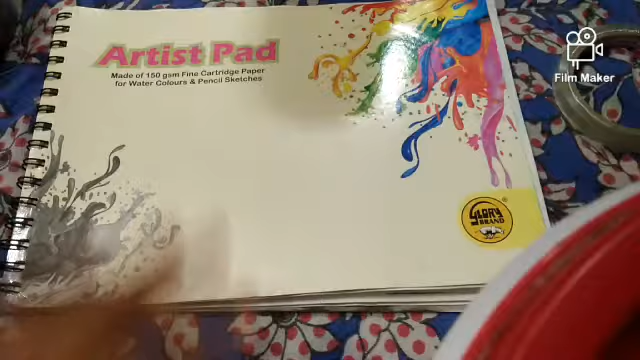 Artist Pad
Made of 150 gsm Fine Cartridge Paper
for Water Colours & Pencil Sketches
GLORY
BRAND
®
Film Maker